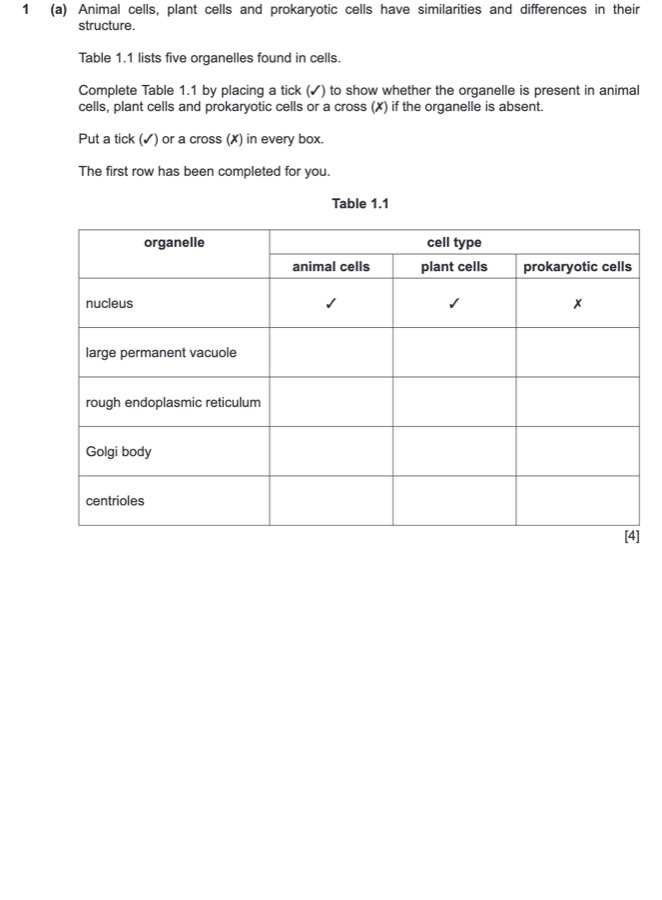 1 (a) Animal cells, plant cells and prokaryotic cells have similarities and differences in their
structure.
Table 1.1 lists five organelles found in cells.
Complete Table 1.1 by placing a tick (✓) to show whether the organelle is present in animal
cells, plant cells and prokaryotic cells or a cross (✗) if the organelle is absent.
Put a tick (✓) or a cross (✗) in every box.
The first row has been completed for you.
Table 1.1
organelle cell type
animal cells plant cells prokaryotic cells
nucleus ✓ ✓ ✗
large permanent vacuole
rough endoplasmic reticulum
Golgi body
centrioles
[4]